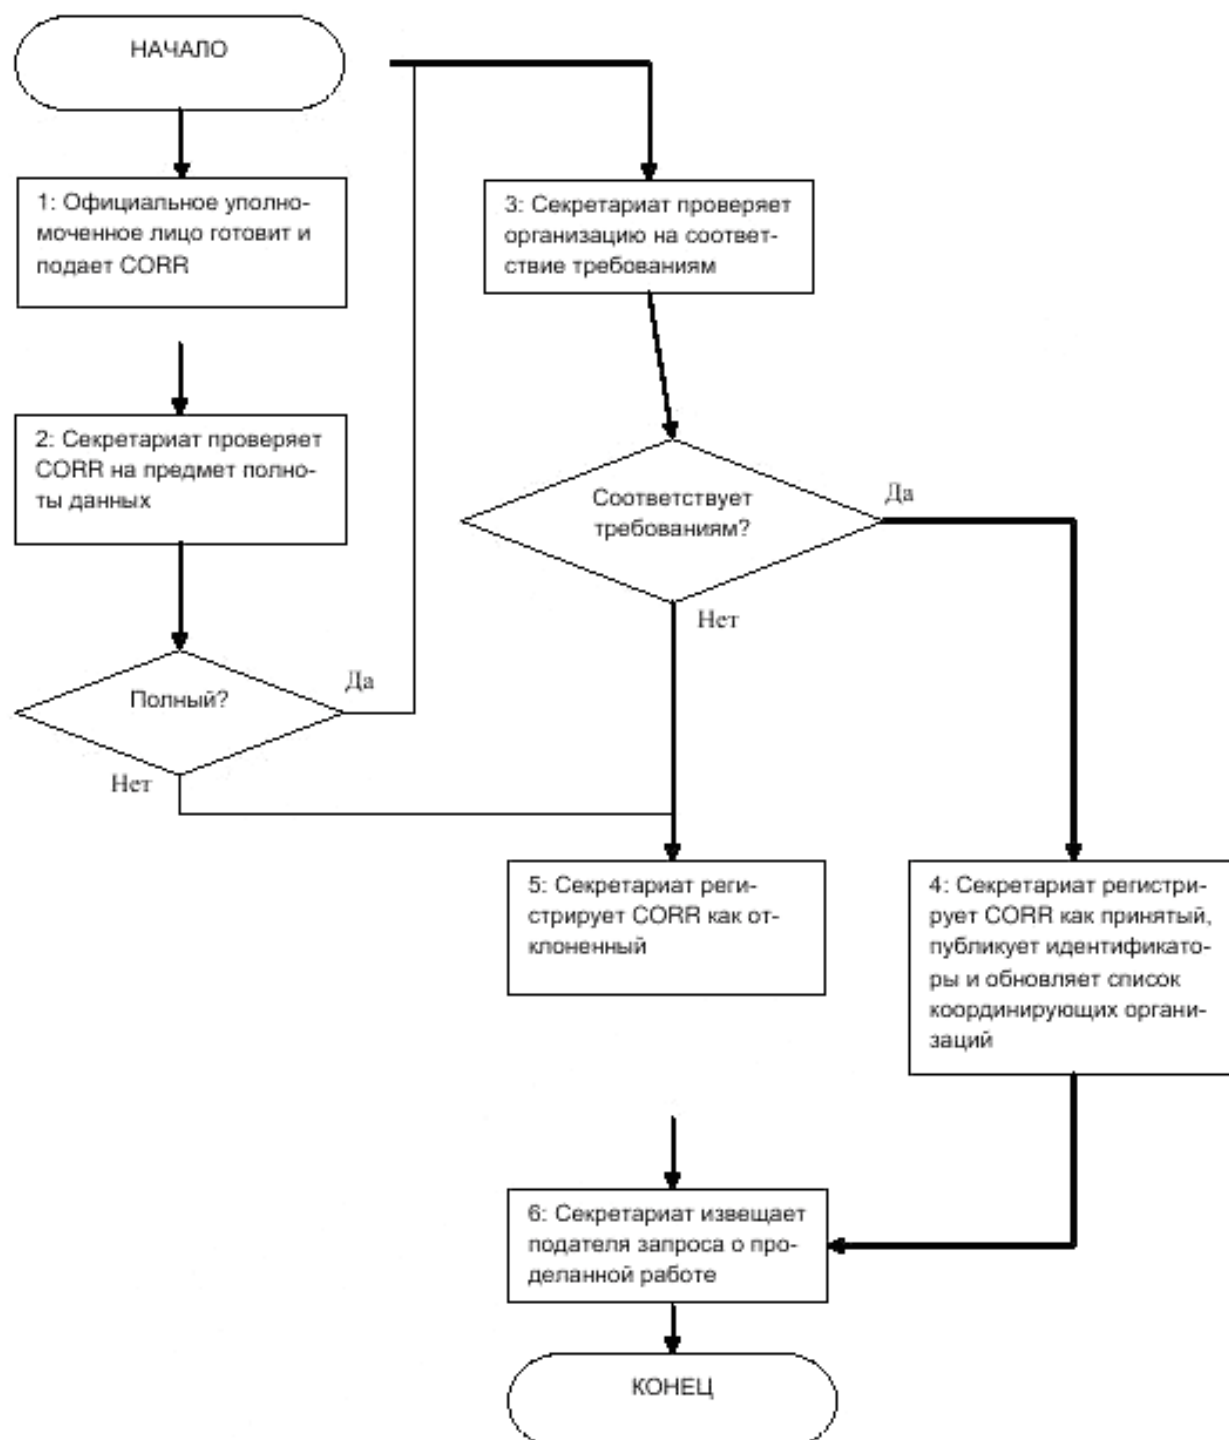 НАЧАЛО
1: Официальное уполно-
моченное лицо готовит и
подает CORR
2: Секретариат проверяет
CORR на предмет полно-
ты данных
Полный?
Да
Нет
3: Секретариат проверяет
организацию на соответ-
ствие требованиям
Соответствует
требованиям?
Да
Нет
5: Секретариат реги-
стрирует CORR как от-
клоненный
4: Секретариат регистри-
рует CORR как принятый,
публикует идентификато-
ры и обновляет список
координирующих органи-
заций
6: Секретариат извещает
подателя запроса о про-
деланной работе
КОНЕЦ